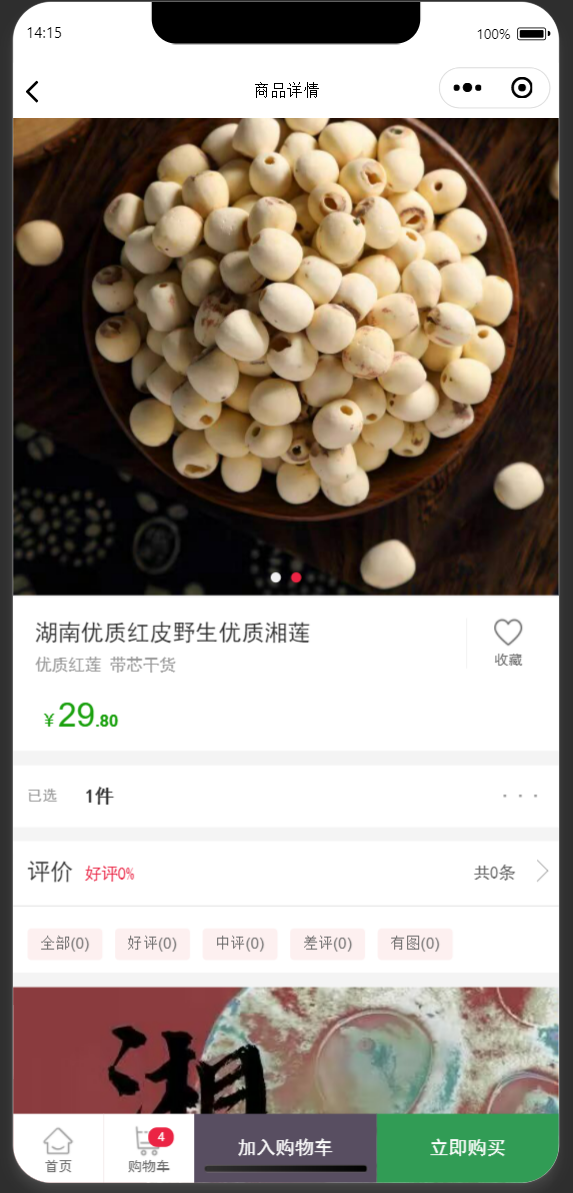 14:15
100%
商品详情
湖南优质红皮野生优质湘莲
收藏
优质红莲 带芯干货
¥29.80
已选 1件
评价 好评0% 共0条
全部(0) 好评(0) 中评(0) 差评(0) 有图(0)
湘
首页 购物车 4 加入购物车 立即购买